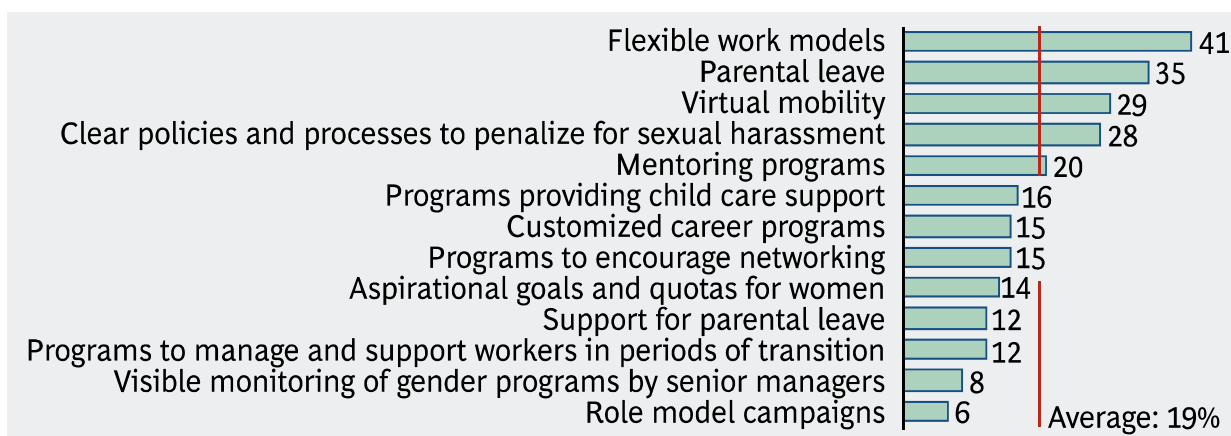 Flexible work models 41
Parental leave 35
Virtual mobility 29
Clear policies and processes to penalize for sexual harassment 28
Mentoring programs 20
Programs providing child care support 16
Customized career programs 15
Programs to encourage networking 15
Aspirational goals and quotas for women 14
Support for parental leave 12
Programs to manage and support workers in periods of transition 12
Visible monitoring of gender programs by senior managers 8
Role model campaigns 6
Average: 19%